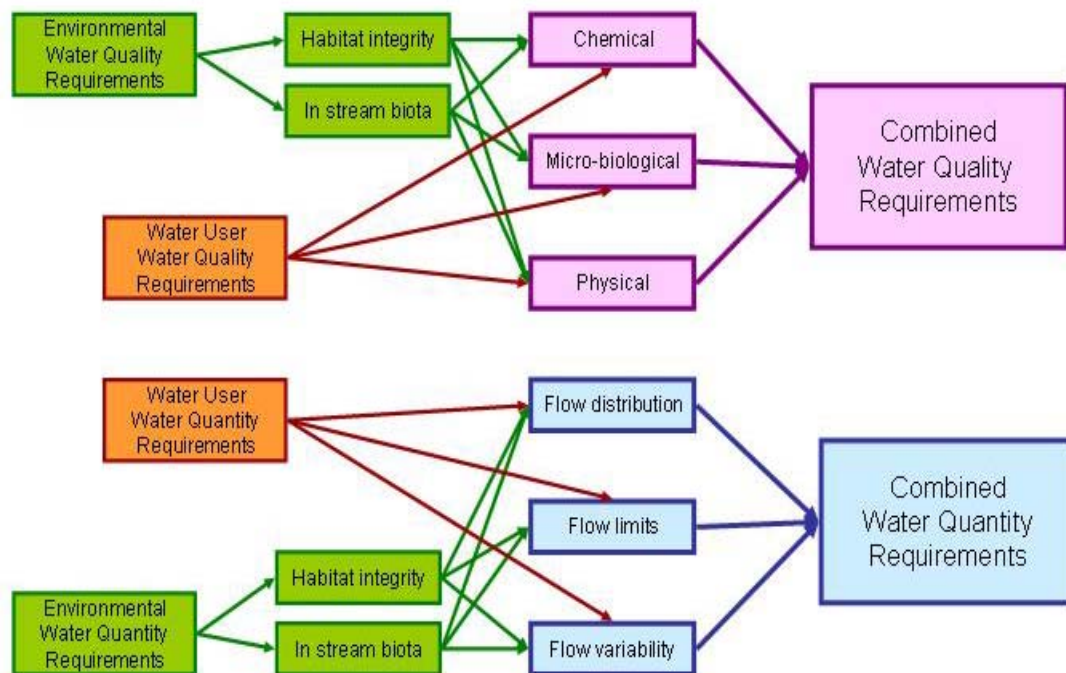 Environmental
Water Quality
Requirements
Habitat integrity
In stream biota
Chemical
Micro-biological
Physical
Combined
Water Quality
Requirements
Water User
Water Quality
Requirements
Water User
Water Quantity
Requirements
Flow distribution
Flow limits
Flow variability
Combined
Water Quantity
Requirements
Habitat integrity
In stream biota
Environmental
Water Quantity
Requirements